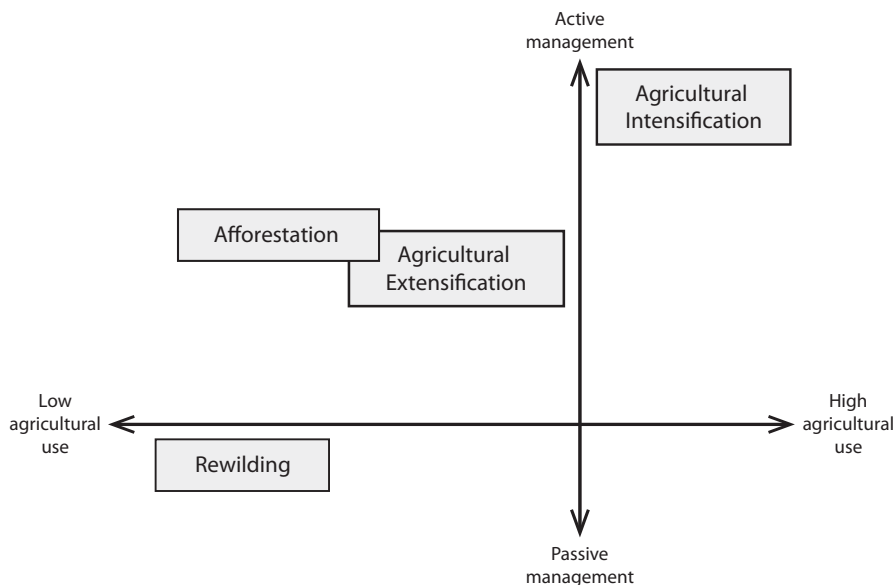 Active
management
Agricultural
Intensification
Afforestation
Agricultural
Extensification
Low
agricultural
use
High
agricultural
use
Rewilding
Passive
management